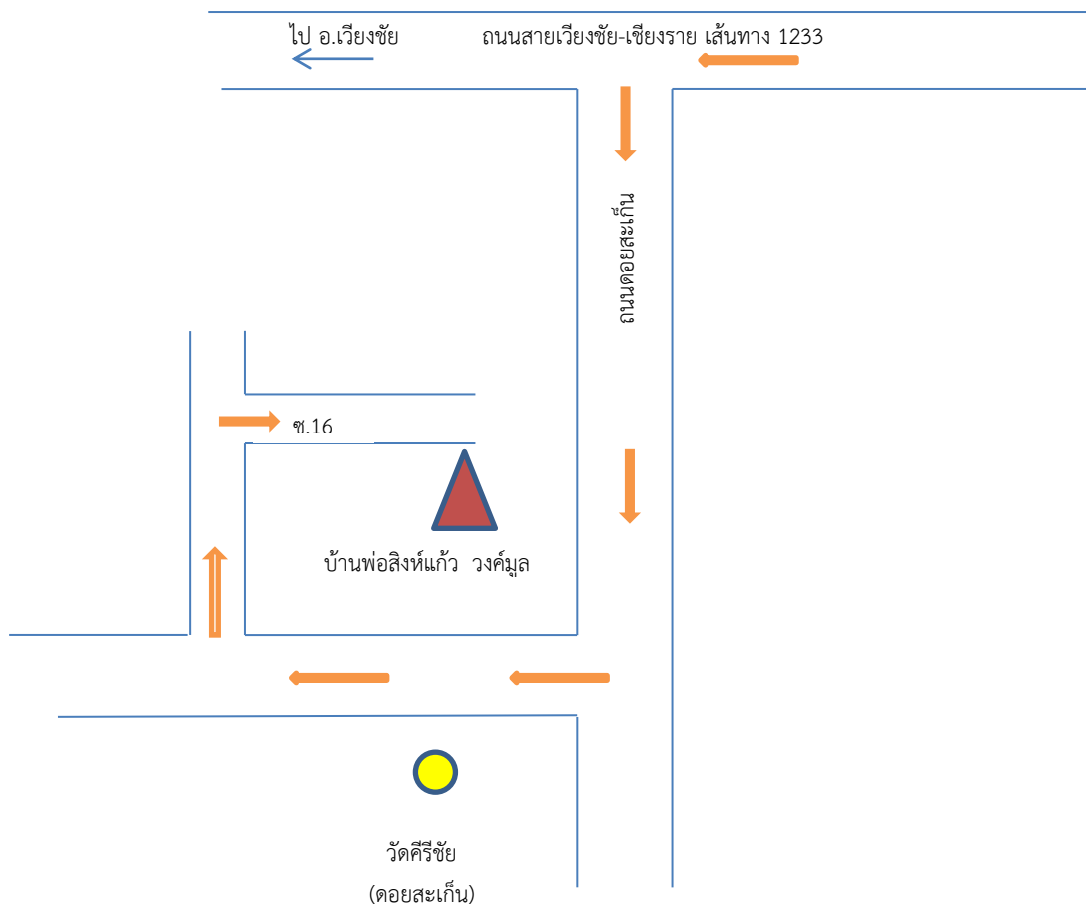 ไป อ.เวียงชัย
ถนนสายเวียงชัย-เชียงราย เส้นทาง 1233
ถนนดอยสะเก็น
ซ.16
บ้านพ่อสิงห์แก้ว วงค์มูล
วัดคีรีชัย
(ดอยสะเก็น)